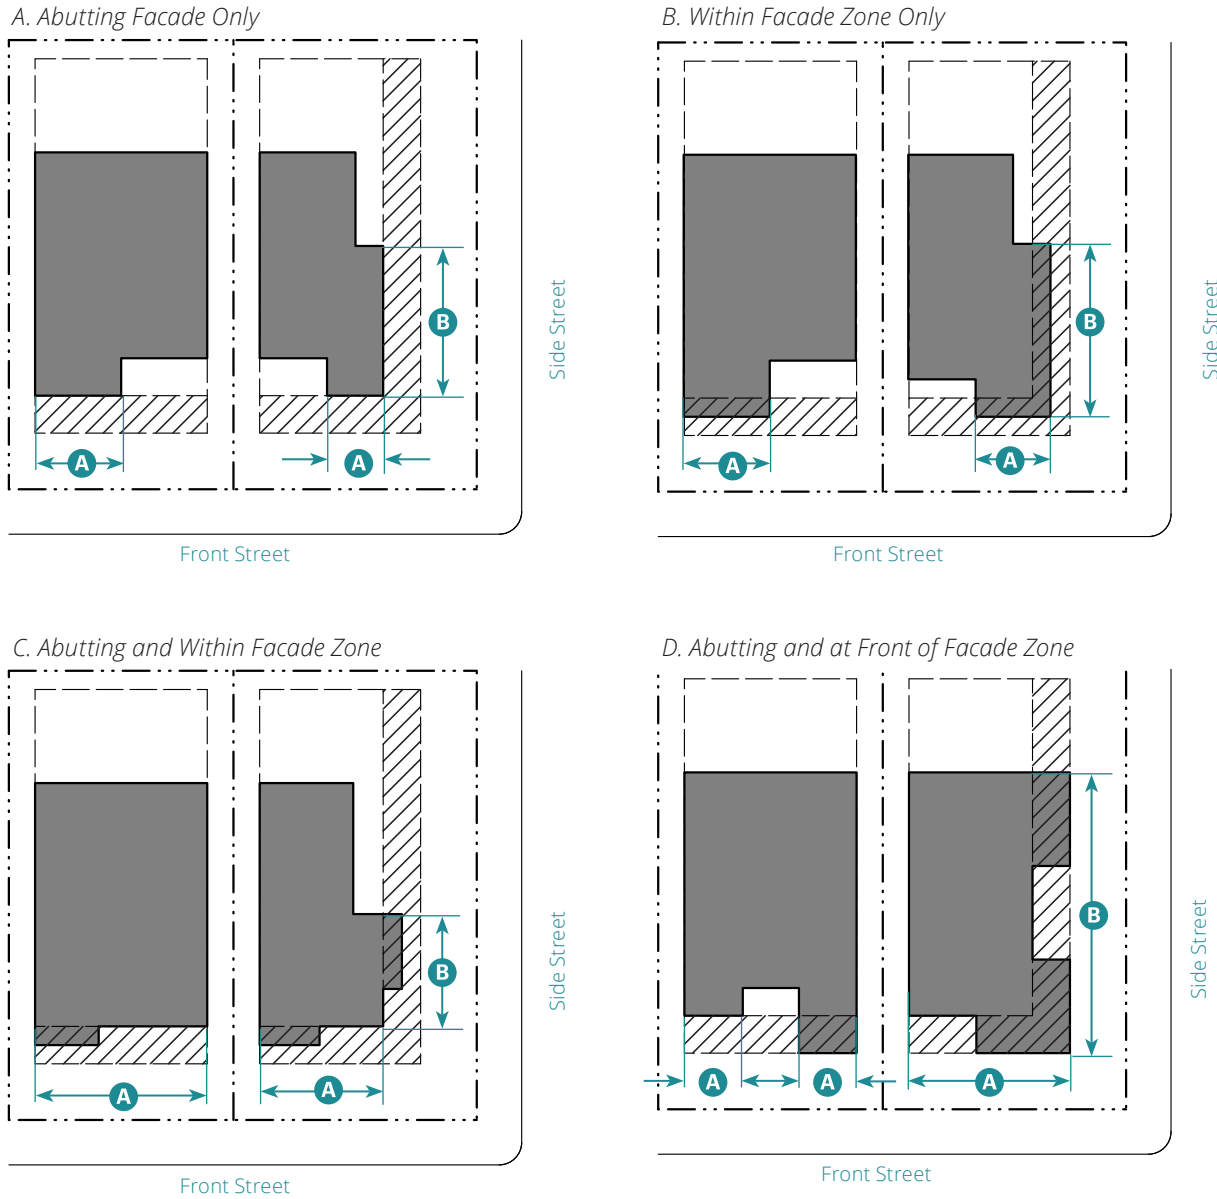 A. Abutting Facade Only
B. Within Facade Zone Only
B
Side Street
B
Side Street
A
A
A
A
Front Street
Front Street
C. Abutting and Within Facade Zone
D. Abutting and at Front of Facade Zone
B
Side Street
B
Side Street
A
A
A
A
A
Front Street
Front Street